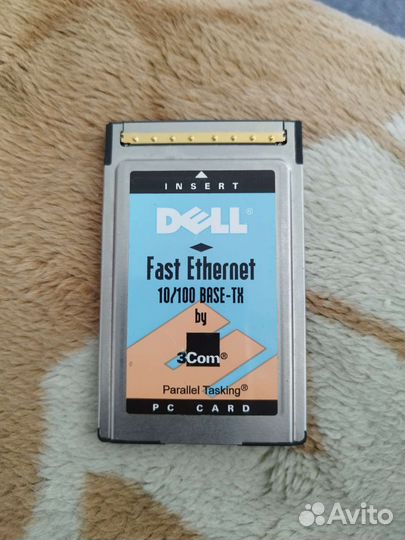 INSERT
DELL®
Fast Ethernet
10/100 BASE-TX
by
3Com®
Parallel Tasking®
PC CARD
Avito